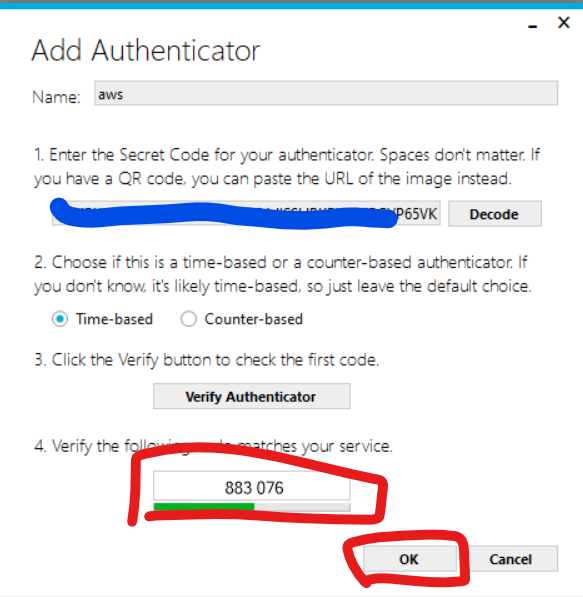 Add Authenticator
Name: aws
1. Enter the Secret Code for your authenticator. Spaces don't matter. If
you have a QR code, you can paste the URL of the image instead.
P65VK Decode
2. Choose if this is a time-based or a counter-based authenticator. If
you don't know, it's likely time-based, so just leave the default choice.
Time-based Counter-based
3. Click the Verify button to check the first code.
Verify Authenticator
4. Verify the following code matches your service.
883 076
OK Cancel